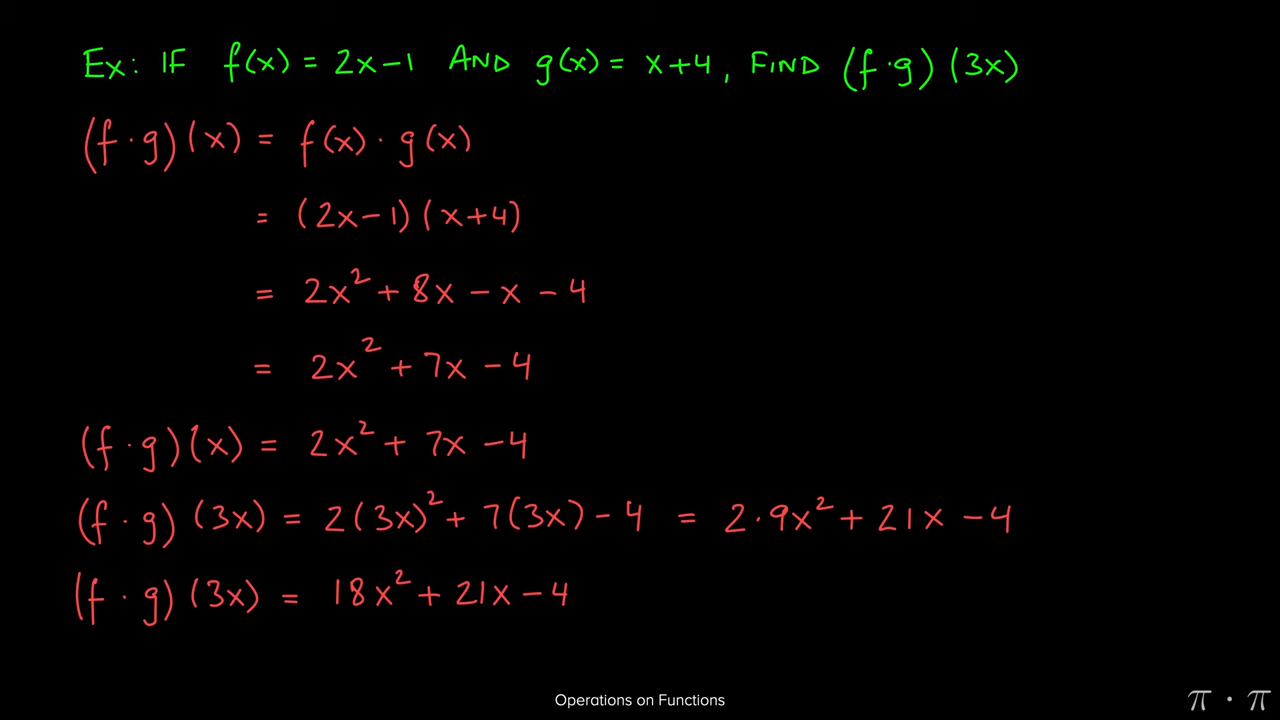 Ex: IF f(x) = 2x-1 AND g(x) = x+4, FIND (f·g)(3x)
(f·g)(x) = f(x)·g(x)
= (2x-1)(x+4)
= 2x² + 8x - x - 4
= 2x² + 7x - 4
(f·g)(x) = 2x² + 7x - 4
(f·g)(3x) = 2(3x)² + 7(3x) - 4 = 2·9x² + 21x - 4
(f·g)(3x) = 18x² + 21x - 4
Operations on Functions
π · π